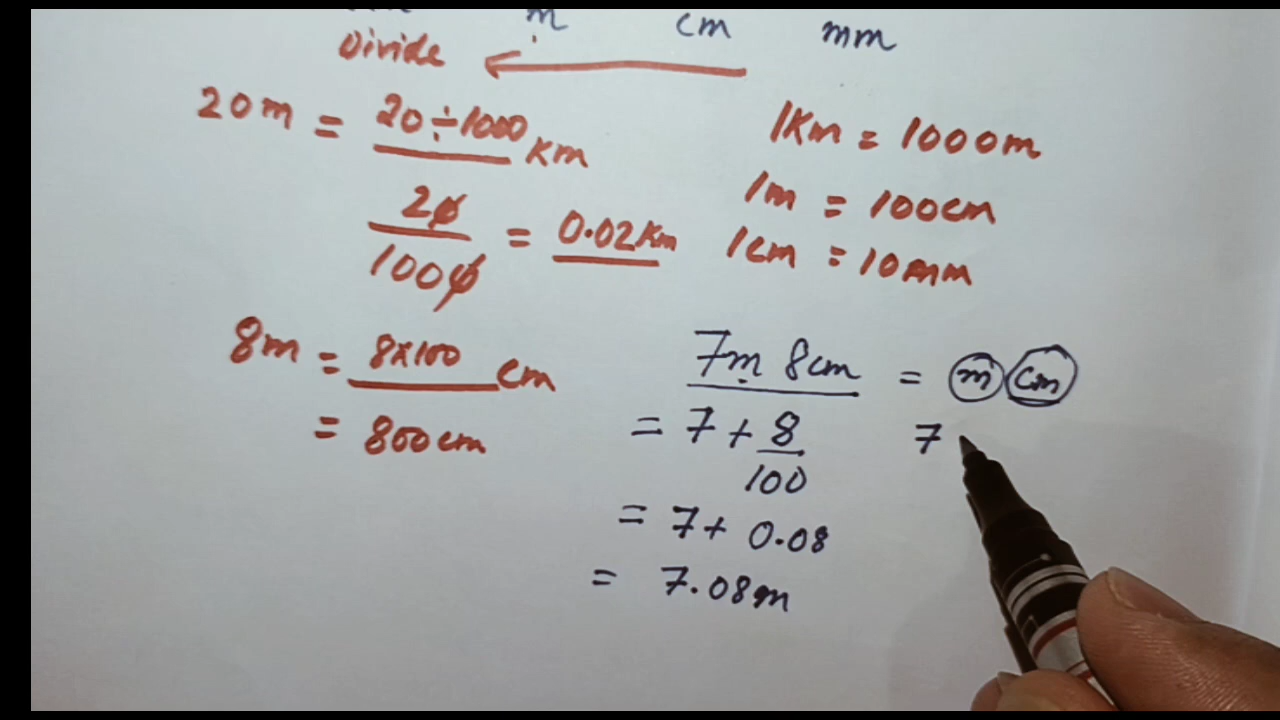 m cm mm
Divide
20m = 20÷1000 Km
20/1000 = 0.02Km
1Km = 1000m
1m = 100cm
1cm = 10mm
8m = 8x100 cm
= 800cm
7m 8cm = m cm
= 7 + 8/100
= 7 + 0.08
= 7.08m
7